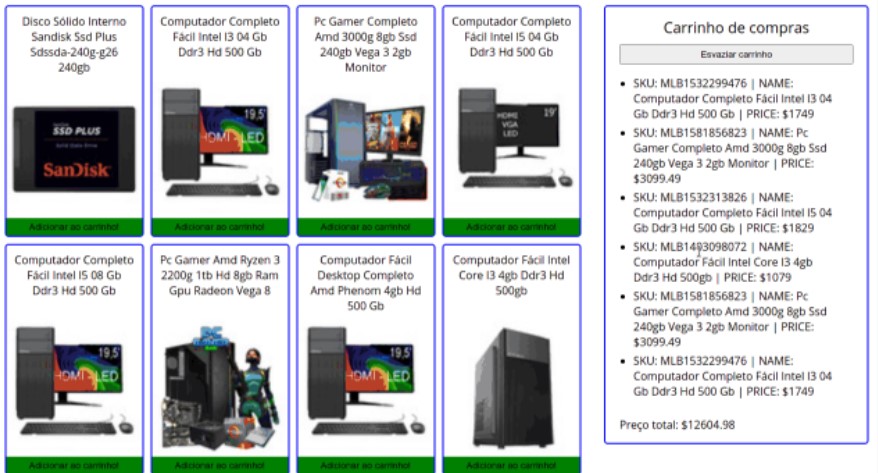 Disco Sólido Interno
Sandisk Ssd Plus
Sdssda-240g-g26
240gb
SSD PLUS
SanDisk
Adicionar ao carrinho!
Computador Completo
Fácil Intel I3 04 Gb
Ddr3 Hd 500 Gb
19,5'
HDMI - LED
Adicionar ao carrinho!
Pc Gamer Completo
Amd 3000g 8gb Ssd
240gb Vega 3 2gb
Monitor
Adicionar ao carrinho!
Computador Completo
Fácil Intel I5 04 Gb
Ddr3 Hd 500 Gb
19'
HDMI
VGA
LED
Adicionar ao carrinho!
Computador Completo
Fácil Intel I5 08 Gb
Ddr3 Hd 500 Gb
19,5'
HDMI - LED
Adicionar ao carrinho!
Pc Gamer Amd Ryzen 3
2200g 1tb Hd 8gb Ram
Gpu Radeon Vega 8
Adicionar ao carrinho!
Computador Fácil
Desktop Completo
Amd Phenom 4gb Hd
500 Gb
19,5'
HDMI - LED
Adicionar ao carrinho!
Computador Fácil Intel
Core I3 4gb Ddr3 Hd
500gb
Adicionar ao carrinho!
Carrinho de compras
Esvaziar carrinho
SKU: MLB1532299476 | NAME:
Computador Completo Fácil Intel I3 04
Gb Ddr3 Hd 500 Gb | PRICE: $1749
SKU: MLB1581856823 | NAME: Pc
Gamer Completo Amd 3000g 8gb Ssd
240gb Vega 3 2gb Monitor | PRICE:
$3099.49
SKU: MLB1532313826 | NAME:
Computador Completo Fácil Intel I5 04
Gb Ddr3 Hd 500 Gb | PRICE: $1829
SKU: MLB1493098072 | NAME:
Computador Fácil Intel Core I3 4gb
Ddr3 Hd 500gb | PRICE: $1079
SKU: MLB1581856823 | NAME: Pc
Gamer Completo Amd 3000g 8gb Ssd
240gb Vega 3 2gb Monitor | PRICE:
$3099.49
SKU: MLB1532299476 | NAME:
Computador Completo Fácil Intel I3 04
Gb Ddr3 Hd 500 Gb | PRICE: $1749
Preço total: $12604.98